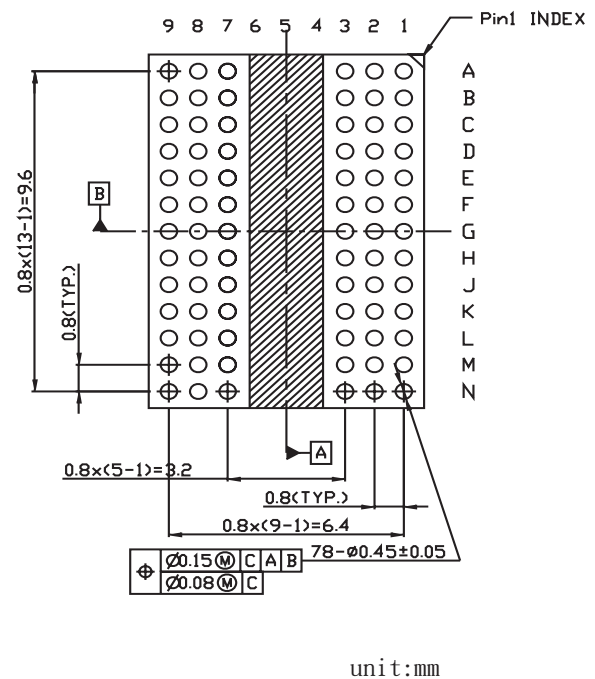 9 8 7 6 5 4 3 2 1
Pin1 INDEX
A
B
C
D
E
F
G
H
J
K
L
M
N
B
0.8x(13-1)=9.6
0.8(TYP.)
A
0.8x(5-1)=3.2
0.8(TYP.)
0.8x(9-1)=6.4
78-ø0.45±0.05
⌖ Ø0.15 Ⓜ C A B
Ø0.08 Ⓜ C
unit:mm